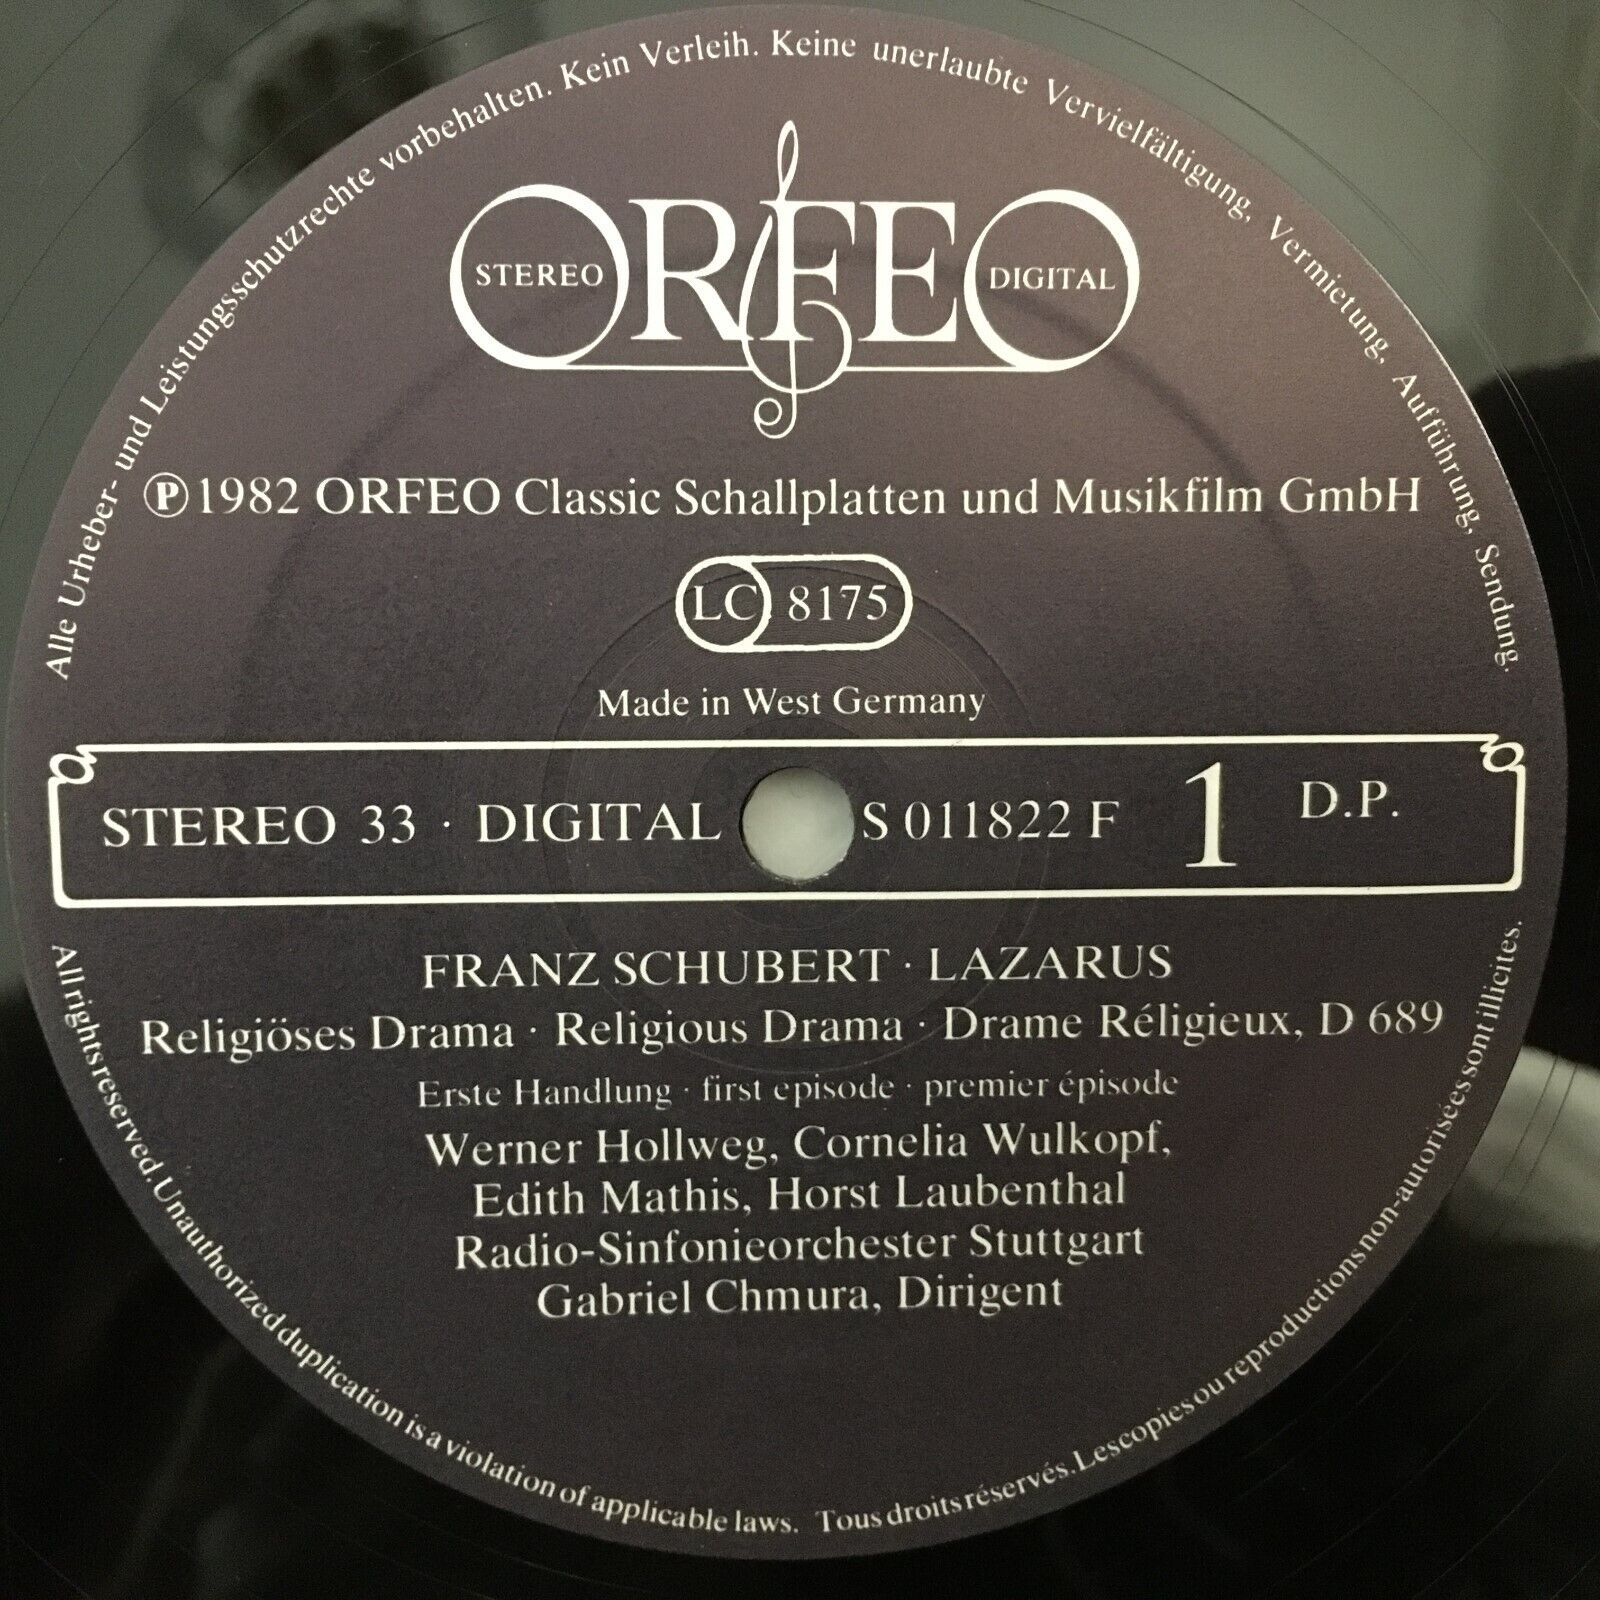 Alle Urheber- und Leistungsschutzrechte vorbehalten. Kein Verleih. Keine unerlaubte Vervielfältigung, Vermietung, Aufführung, Sendung.
ORFEO
STEREO
DIGITAL
Ⓟ1982 ORFEO Classic Schallplatten und Musikfilm GmbH
LC 8175
Made in West Germany
STEREO 33 · DIGITAL S 011822 F 1 D.P.
FRANZ SCHUBERT · LAZARUS
Religiöses Drama · Religious Drama · Drame Réligieux, D 689
Erste Handlung · first episode · premier épisode
Werner Hollweg, Cornelia Wulkopf,
Edith Mathis, Horst Laubenthal
Radio-Sinfonieorchester Stuttgart
Gabriel Chmura, Dirigent
All rights reserved. Unauthorized duplication is a violation of applicable laws. Tous droits réservés. Les copies ou reproductions non-autorisées sont illicites.